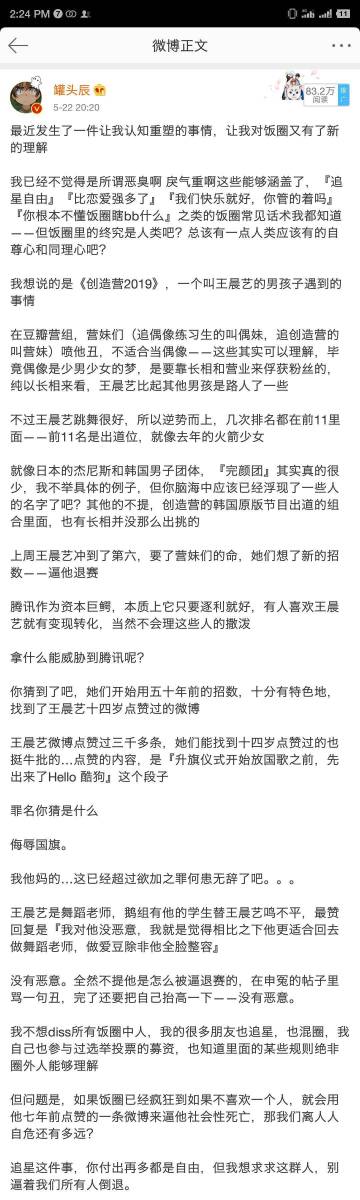 2:24 PM
11
微博正文
罐头辰
5-22 20:20
83.2万
阅读
推广
最近发生了一件让我认知重塑的事情，让我对饭圈又有了新
的理解
我已经不觉得是所谓恶臭啊 戾气重啊这些能够涵盖了，『追
星自由』『比恋爱强多了』『我们快乐就好，你管的着吗』
『你根本不懂饭圈瞎bb什么』之类的饭圈常见话术我都知道
——但饭圈里的终究是人类吧？总该有一点人类应该有的自
尊心和同理心吧？
我想说的是《创造营2019》，一个叫王晨艺的男孩子遇到的
事情
在豆瓣营组，营妹们（追偶像练习生的叫偶妹，追创造营的
叫营妹）喷他丑，不适合当偶像——这些其实可以理解，毕
竟偶像是少男少女的梦，是要靠长相和营业来俘获粉丝的，
纯以长相来看，王晨艺比起其他男孩是路人了一些
不过王晨艺跳舞很好，所以逆势而上，几次排名都在前11里
面——前11名是出道位，就像去年的火箭少女
就像日本的杰尼斯和韩国男子团体，『完颜团』其实真的很
少，我不举具体的例子，但你脑海中应该已经浮现了一些人
的名字了吧？其他的不提，创造营的韩国原版节目出道的组
合里面，也有长相并没那么出挑的
上周王晨艺冲到了第六，要了营妹们的命，她们想了新的招
数——逼他退赛
腾讯作为资本巨鳄，本质上它只要逐利就好，有人喜欢王晨
艺就有变现转化，当然不会理这些人的撒泼
拿什么能威胁到腾讯呢？
你猜到了吧，她们开始用五十年前的招数，十分有特色地，
找到了王晨艺十四岁点赞过的微博
王晨艺微博点赞过三千多条，她们能找到十四岁点赞过的也
挺牛批的...点赞的内容，是『升旗仪式开始放国歌之前，先
出来了Hello 酷狗』这个段子
罪名你猜是什么
侮辱国旗。
我他妈的...这已经超过欲加之罪何患无辞了吧。。。
王晨艺是舞蹈老师，鹅组有他的学生替王晨艺鸣不平，最赞
回复是『我对他没恶意，我就是觉得相比之下他更适合回去
做舞蹈老师，做爱豆除非他全脸整容』
没有恶意。全然不提他是怎么被逼退赛的，在申冤的帖子里
骂一句丑，完了还要把自己抬高一下——没有恶意。
我不想diss所有饭圈中人，我的很多朋友也追星，也混圈，我
自己也参与过选举投票的募资，也知道里面的某些规则绝非
圈外人能够理解
但问题是，如果饭圈已经疯狂到如果不喜欢一个人，就会用
他七年前点赞的一条微博来逼他社会性死亡，那我们离人人
自危还有多远？
追星这件事，你付出再多都是自由，但我想求求这群人，别
逼着我们所有人倒退。